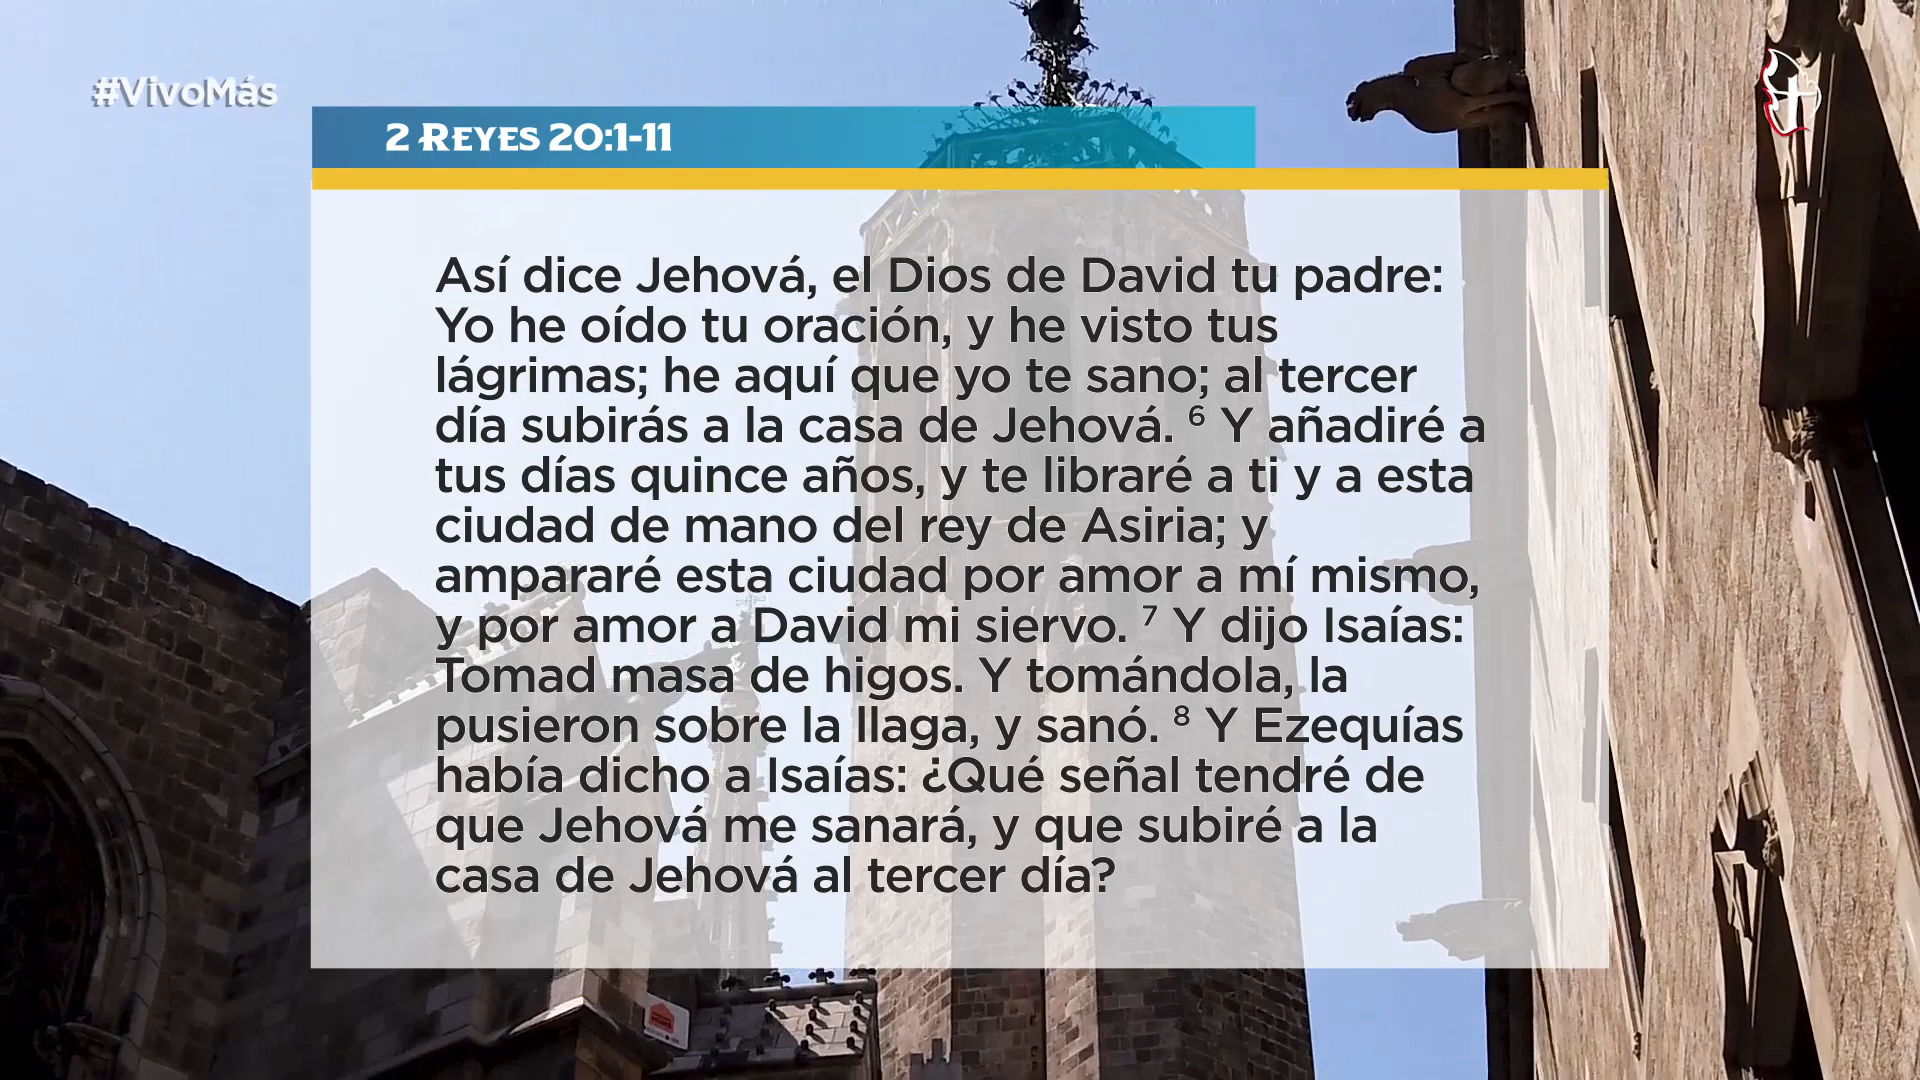 #VivoMás
2 Reyes 20:1-11
Así dice Jehová, el Dios de David tu padre:
Yo he oído tu oración, y he visto tus
lágrimas; he aquí que yo te sano; al tercer
día subirás a la casa de Jehová. ⁶ Y añadiré a
tus días quince años, y te libraré a ti y a esta
ciudad de mano del rey de Asiria; y
ampararé esta ciudad por amor a mí mismo,
y por amor a David mi siervo. ⁷ Y dijo Isaías:
Tomad masa de higos. Y tomándola, la
pusieron sobre la llaga, y sanó. ⁸ Y Ezequías
había dicho a Isaías: ¿Qué señal tendré de
que Jehová me sanará, y que subiré a la
casa de Jehová al tercer día?